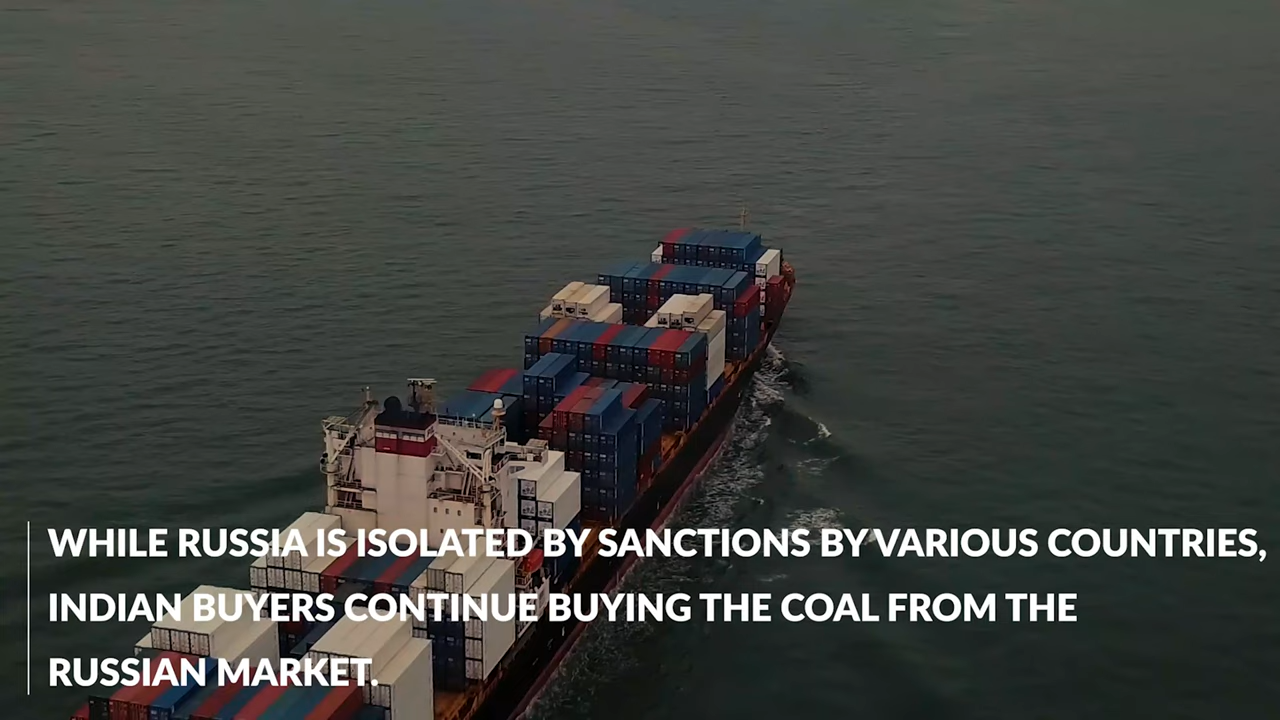 WHILE RUSSIA IS ISOLATED BY SANCTIONS BY VARIOUS COUNTRIES,
INDIAN BUYERS CONTINUE BUYING THE COAL FROM THE
RUSSIAN MARKET.